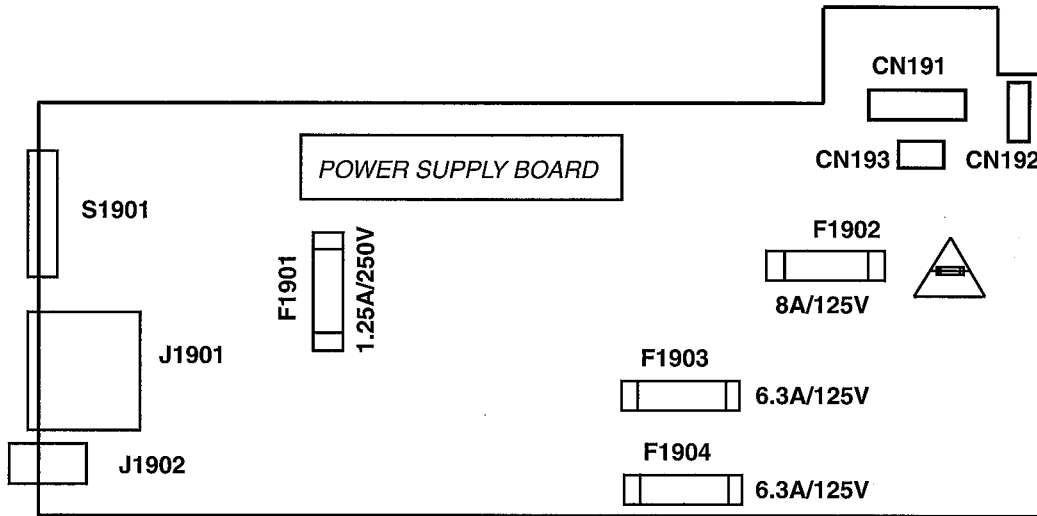 CN191
CN193
CN192
POWER SUPPLY BOARD
S1901
F1901
1.25A/250V
F1902
8A/125V
J1901
F1903
6.3A/125V
J1902
F1904
6.3A/125V